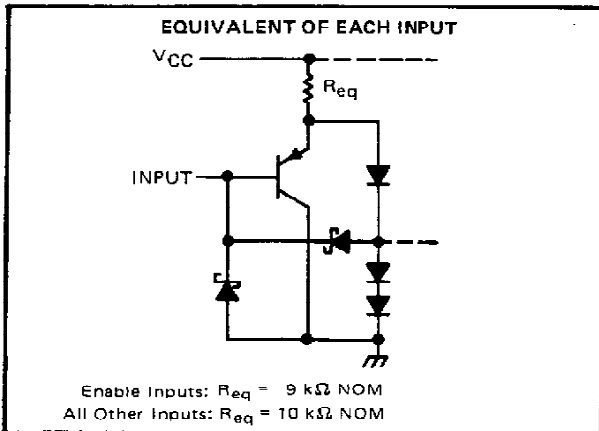 EQUIVALENT OF EACH INPUT
VCC
Req
INPUT
Enable Inputs: Req = 9 kΩ NOM
All Other Inputs: Req = 10 kΩ NOM